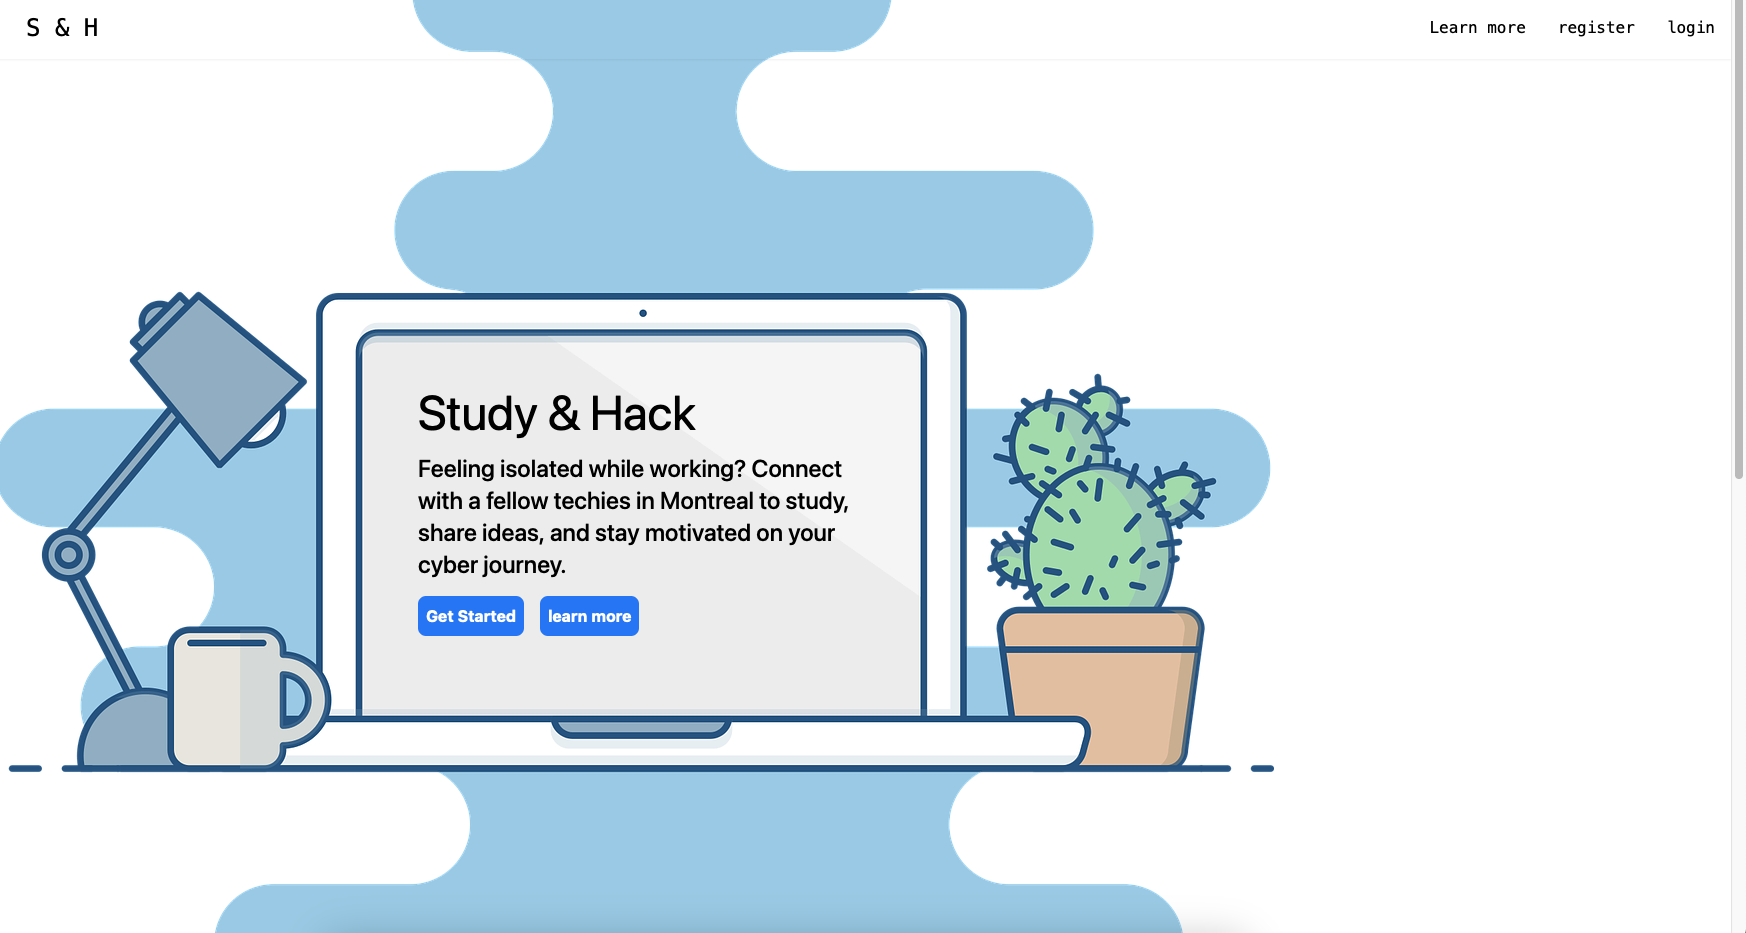 S & H
Learn more register login
Study & Hack
Feeling isolated while working? Connect
with a fellow techies in Montreal to study,
share ideas, and stay motivated on your
cyber journey.
Get Started learn more